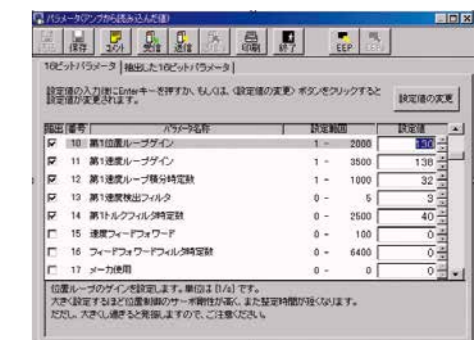 パラメータ(アンプから読み込んだ値)
保存 コメント 受信 送信 印刷 終了 EEP
16ビットパラメータ 抽出した16ビットパラメータ
設定値の入力後にEnterキーを押すか、もしくは、<設定値の変更> ボタンをクリックすると
設定値が変更されます。
設定値の変更
抽出 番号 パラメータ名称 設定範囲 設定値
10 第1位置ループゲイン 1 - 2000 130
11 第1速度ループゲイン 1 - 3500 138
12 第1速度ループ積分時定数 1 - 1000 32
13 第1速度検出フィルタ 0 - 5 3
14 第1トルクフィルタ時定数 0 - 2500 40
15 速度フィードフォワード 0 - 100 0
16 フィードフォワードフィルタ時定数 0 - 6400 0
17 メーカ使用 0 - 0 0
位置ループのゲインを設定します。単位は [1/s] です。
大きく設定するほど位置制御のサーボ剛性が高く、また整定時間が短くなります。
ただし、大きくし過ぎると発振しますので、ご注意ください。